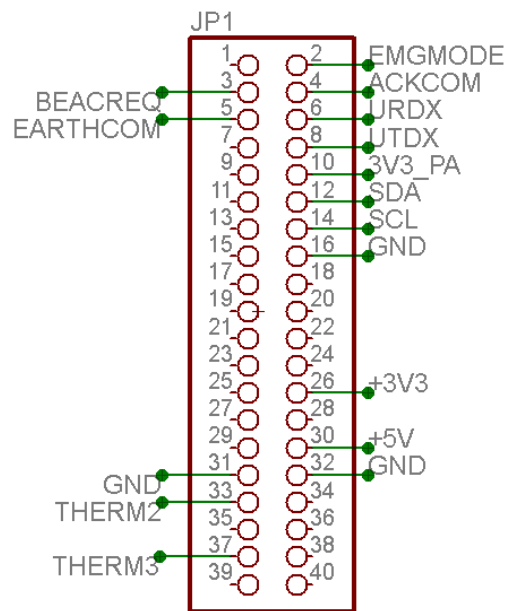 JP1
1 2 EMGMODE
BEACREQ 3 4 ACKCOM
EARTHCOM 5 6 URDX
7 8 UTDX
9 10 3V3_PA
11 12 SDA
13 14 SCL
15 16 GND
17 18
19 20
21 22
23 24
25 26 +3V3
27 28
29 30 +5V
GND 31 32 GND
THERM2 33 34
35 36
THERM3 37 38
39 40